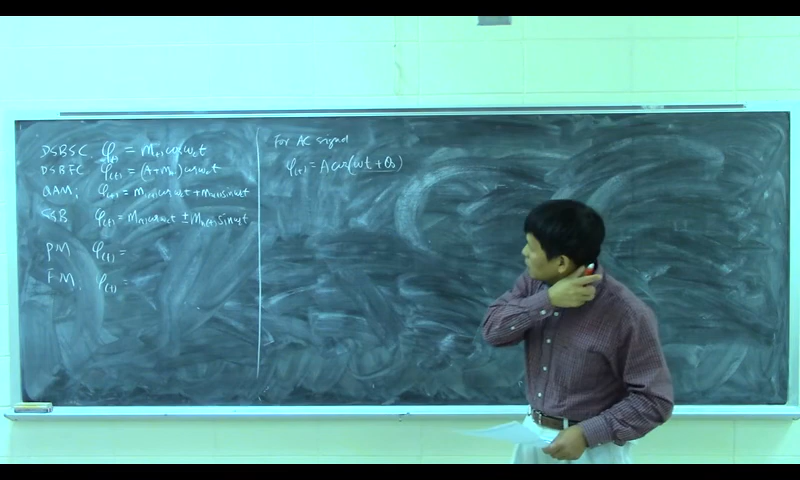 DSBSC. φ(t) = m(t) cos ωct
DSBFC φ(t) = (A+m(t)) cos ωct
QAM: φ(t) = m1(t) cos ωct + m2(t) sin ωct
SSB φ(t) = m(t) cos ωct ± mh(t) sin ωct
PM φ(t) =
FM: φ(t) =
For AC signal
φ(t) = A cos(ωt + θ0)